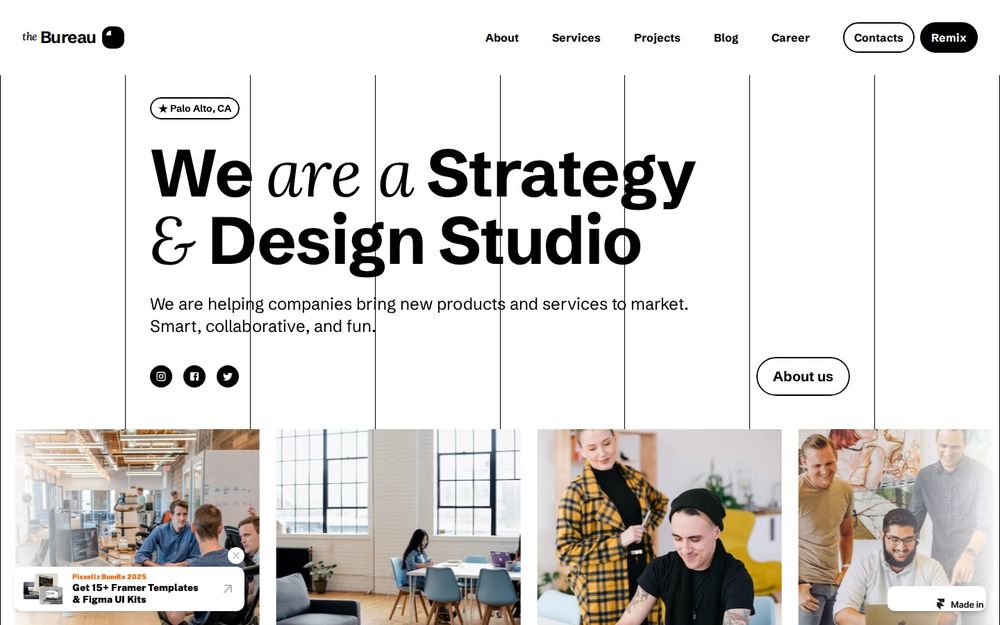 the Bureau
About Services Projects Blog Career Contacts Remix
★ Palo Alto, CA
We are a Strategy
& Design Studio
We are helping companies bring new products and services to market.
Smart, collaborative, and fun.
About us
Pixsellz Bundle 2025
Get 15+ Framer Templates
& Figma UI Kits
Made in